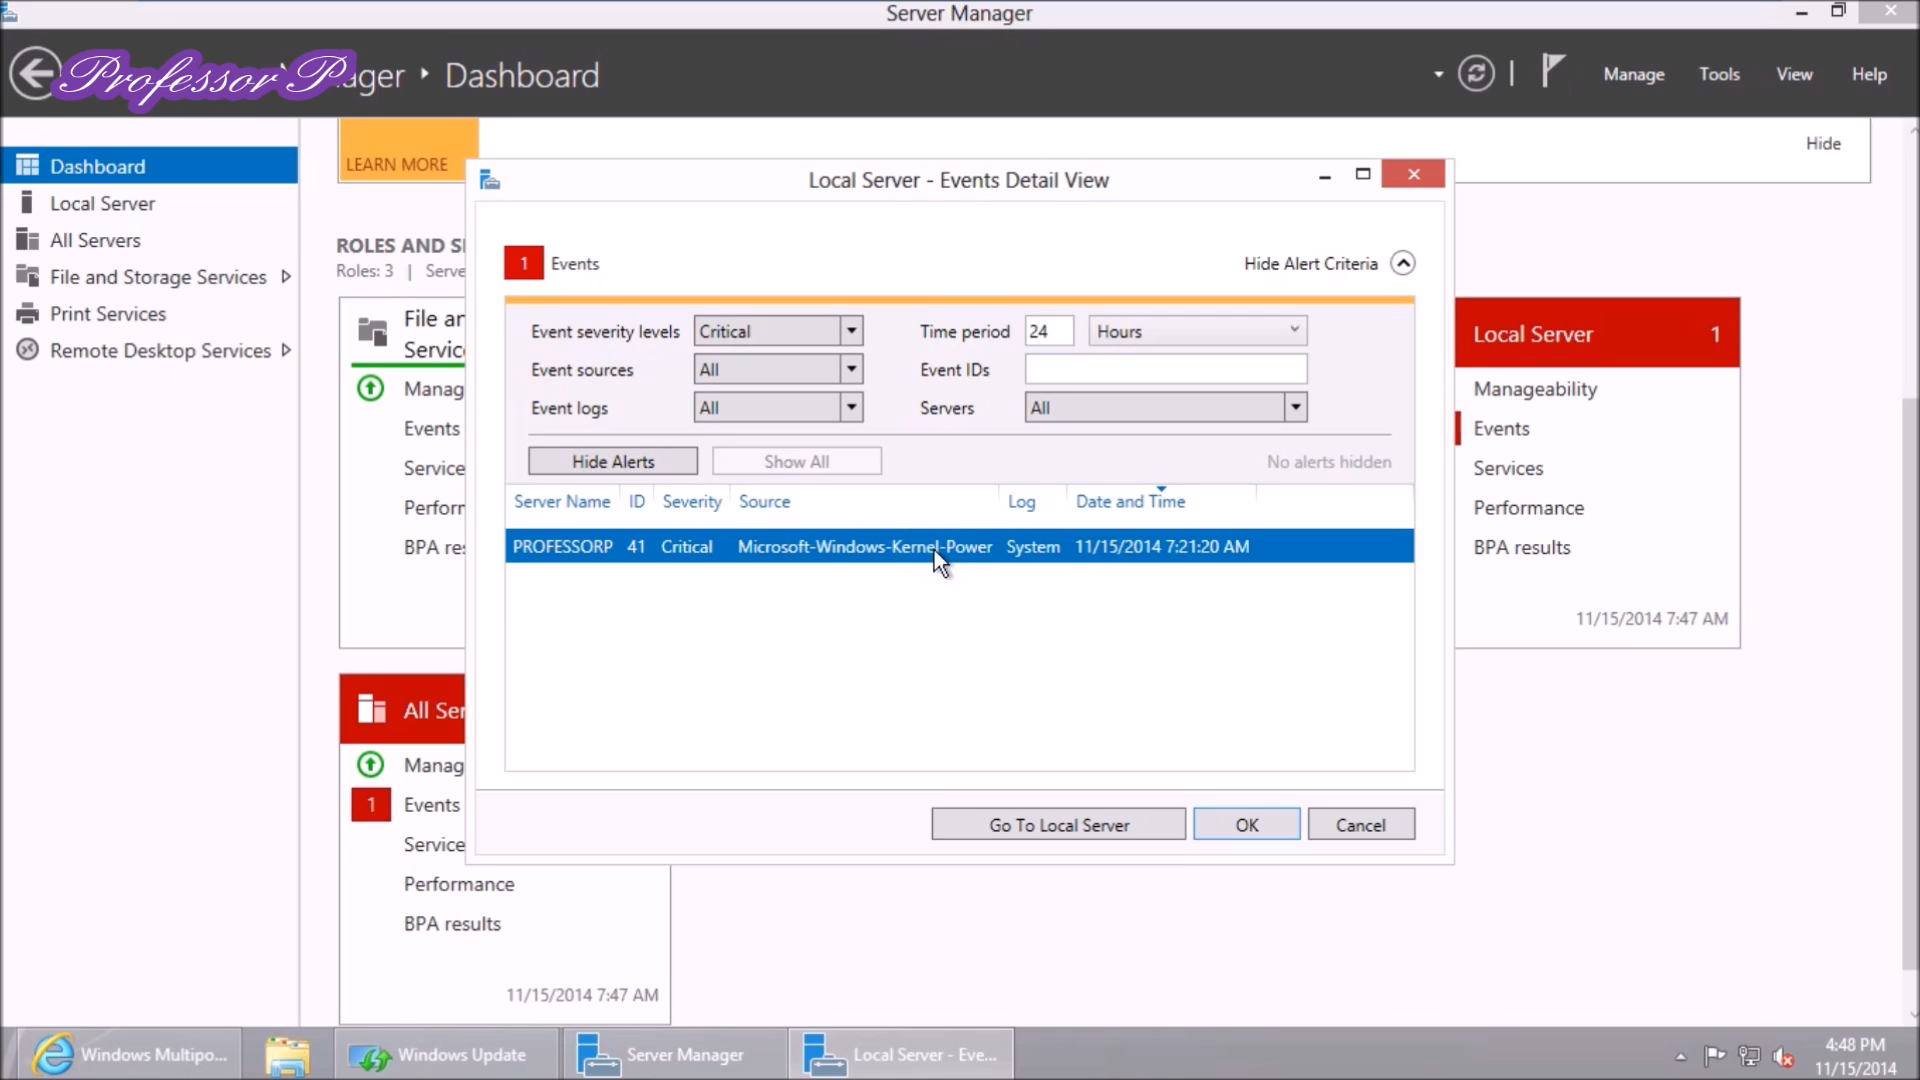 Server Manager
Professor P
ager
Dashboard
Manage
Tools
View
Help
Dashboard
Local Server
All Servers
File and Storage Services
Print Services
Remote Desktop Services
LEARN MORE
Hide
ROLES AND S
Roles: 3 | Serve
File an
Servic
Manag
Events
Service
Perforr
BPA re
All Ser
Manag
1
Events
Service
Performance
BPA results
11/15/2014 7:47 AM
Local Server - Events Detail View
1
Events
Hide Alert Criteria
Event severity levels
Critical
Time period
24
Hours
Event sources
All
Event IDs
Event logs
All
Servers
All
Hide Alerts
Show All
No alerts hidden
Server Name
ID
Severity
Source
Log
Date and Time
PROFESSORP
41
Critical
Microsoft-Windows-Kernel-Power
System
11/15/2014 7:21:20 AM
Go To Local Server
OK
Cancel
Local Server
1
Manageability
Events
Services
Performance
BPA results
11/15/2014 7:47 AM
Windows Multipo...
Windows Update
Server Manager
Local Server - Eve...
4:48 PM
11/15/2014